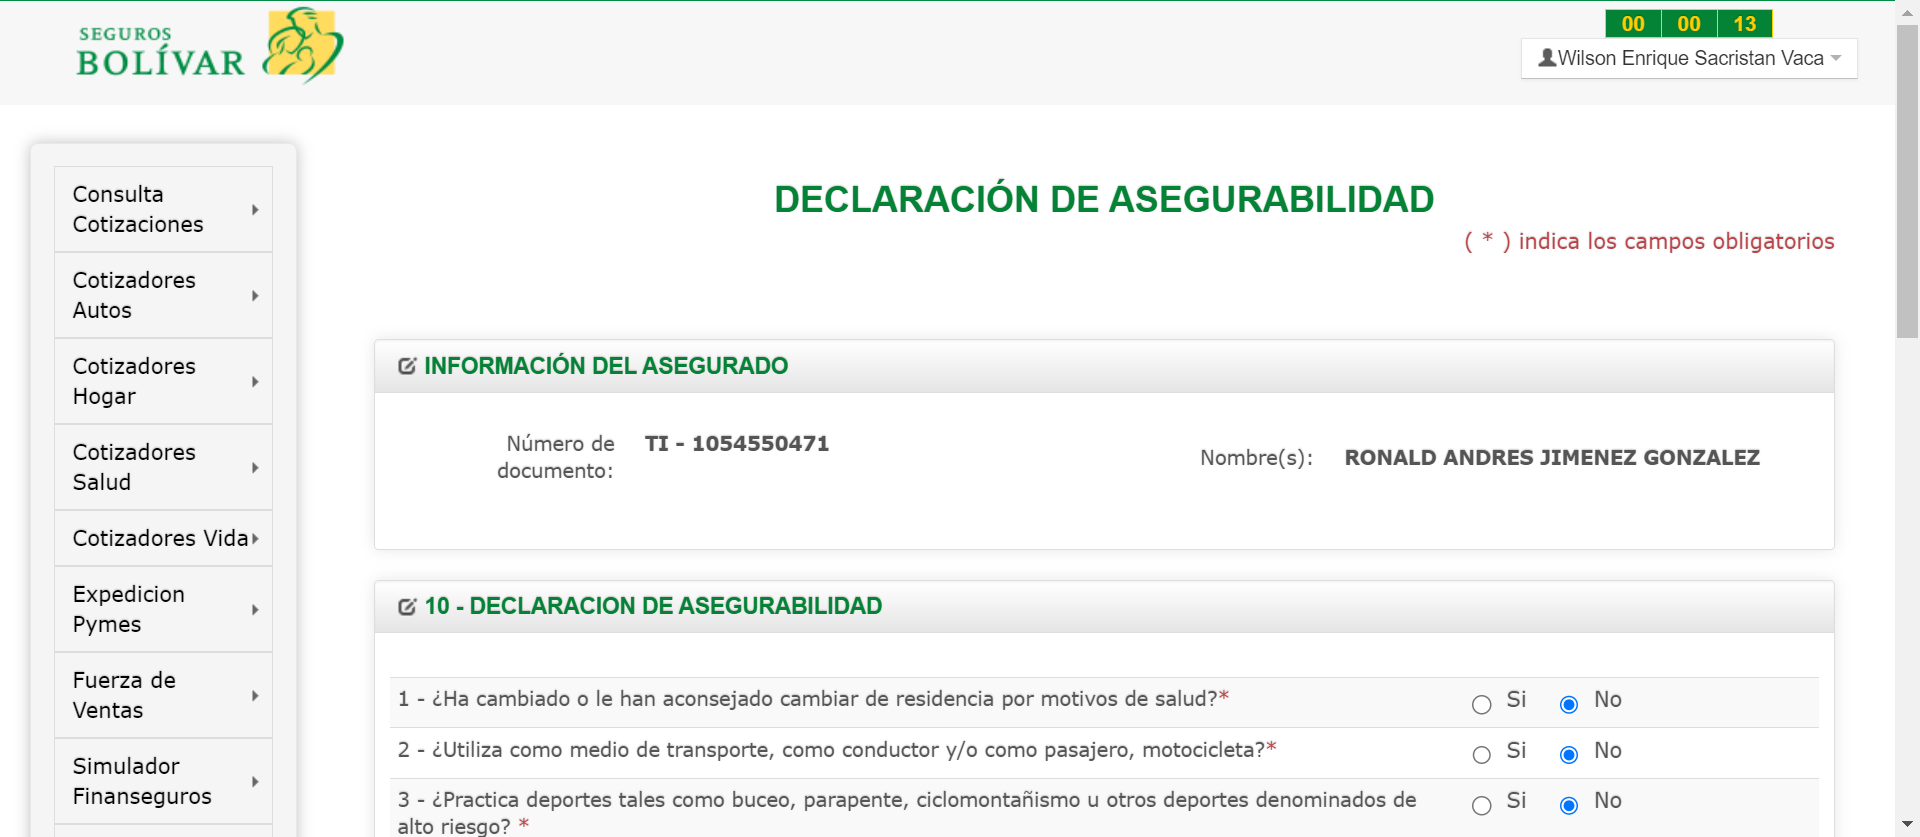 SEGUROS
BOLÍVAR
00 00 13
Wilson Enrique Sacristan Vaca
Consulta
Cotizaciones
Cotizadores
Autos
Cotizadores
Hogar
Cotizadores
Salud
Cotizadores Vida
Expedicion
Pymes
Fuerza de
Ventas
Simulador
Finanseguros
DECLARACIÓN DE ASEGURABILIDAD
( * ) indica los campos obligatorios
INFORMACIÓN DEL ASEGURADO
Número de
documento:
TI - 1054550471
Nombre(s): RONALD ANDRES JIMENEZ GONZALEZ
10 - DECLARACION DE ASEGURABILIDAD
1 - ¿Ha cambiado o le han aconsejado cambiar de residencia por motivos de salud?* Si No
2 - ¿Utiliza como medio de transporte, como conductor y/o como pasajero, motocicleta?* Si No
3 - ¿Practica deportes tales como buceo, parapente, ciclomontañismo u otros deportes denominados de
alto riesgo? *
Si No